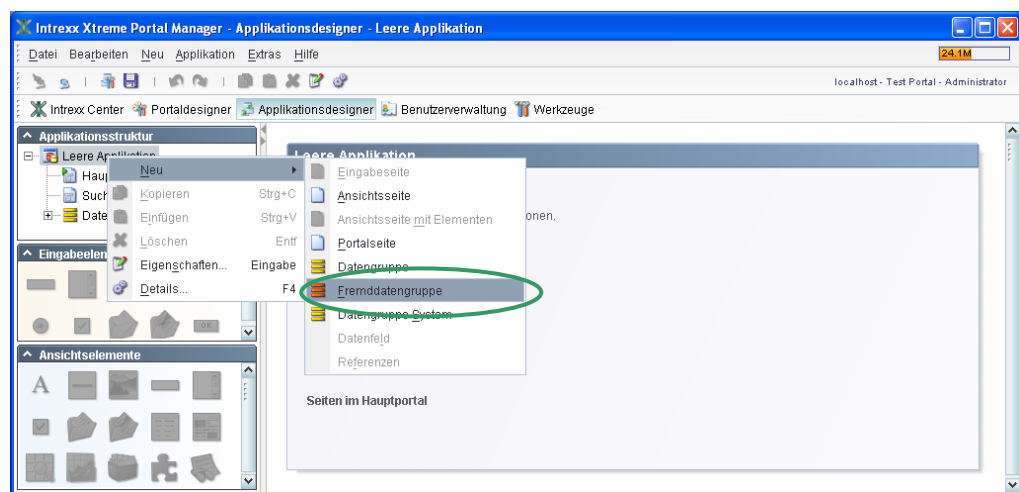 Intrexx Xtreme Portal Manager - Applikationsdesigner - Leere Applikation
Datei Bearbeiten Neu Applikation Extras Hilfe
24.1M
localhost - Test Portal - Administrator
Intrexx Center Portaldesigner Applikationsdesigner Benutzerverwaltung Werkzeuge
Applikationsstruktur
Leere Applikation
Leere Applikation
Haup
Such
Date
Neu
Kopieren Strg+C
Einfügen Strg+V
Löschen Entf
Eigenschaften... Eingabe
Details... F4
Eingabeseite
Ansichtsseite
Ansichtsseite mit Elementen
Portalseite
Datengruppe
Fremddatengruppe
Datengruppe System
Datenfeld
Referenzen
onen.
Eingabeelen
OK
Ansichtselemente
A
Seiten im Hauptportal